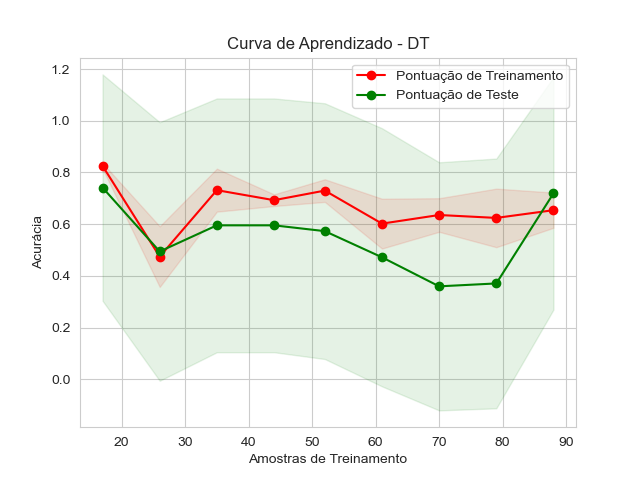 Curva de Aprendizado - DT
Pontuação de Treinamento
Pontuação de Teste
Acurácia
1.2
1.0
0.8
0.6
0.4
0.2
0.0
20 30 40 50 60 70 80 90
Amostras de Treinamento